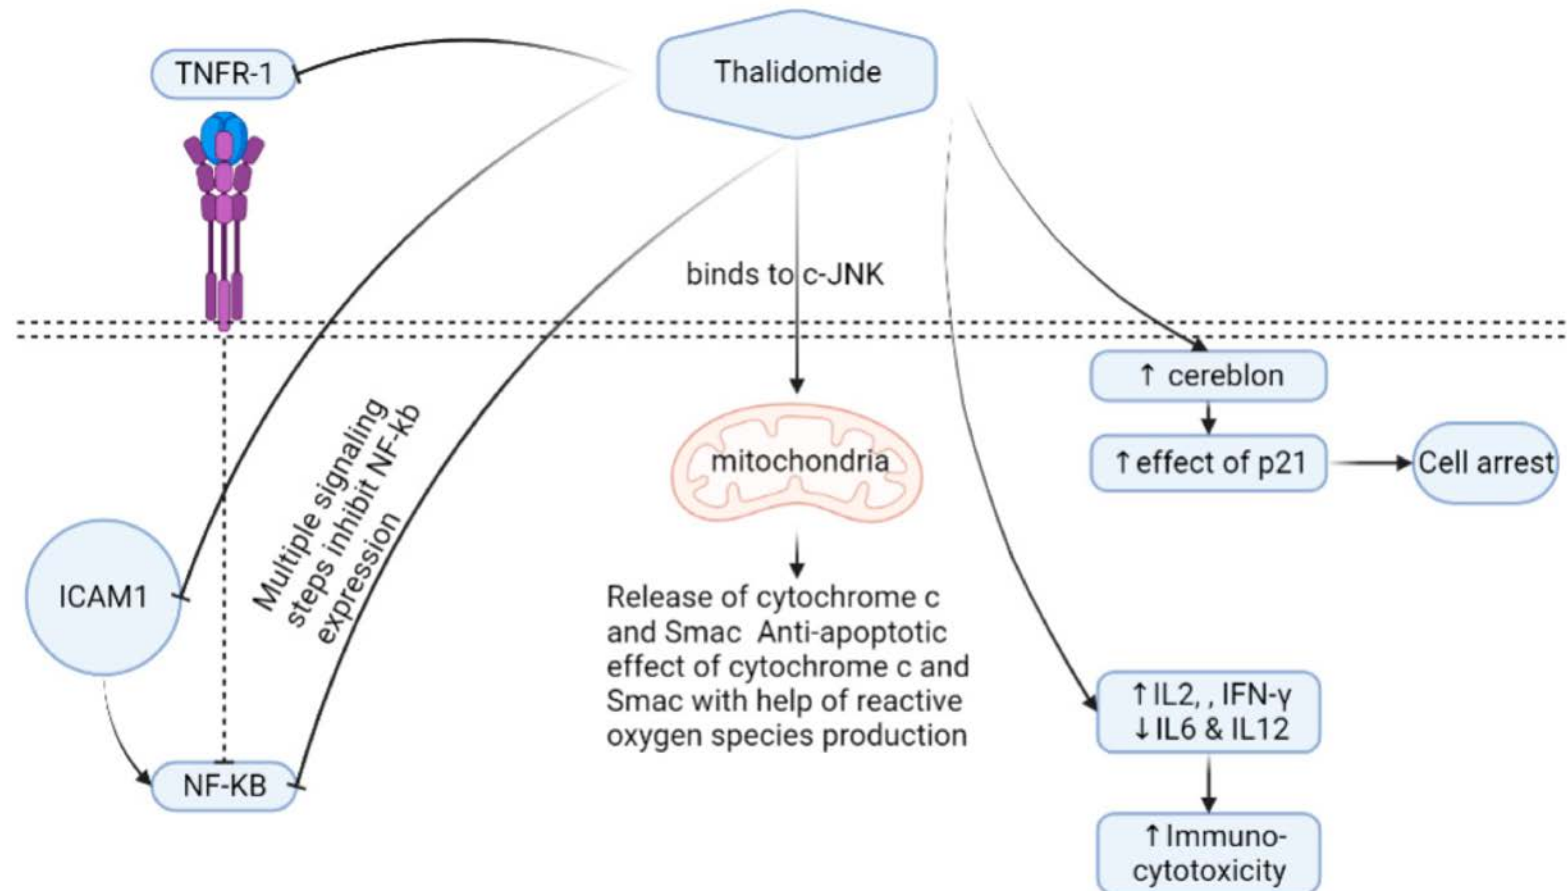 TNFR-1
Thalidomide
binds to c-JNK
↑ cereblon
↑ effect of p21
Cell arrest
mitochondria
Multiple signaling
steps inhibit NF-kb
expression
ICAM1
Release of cytochrome c
and Smac Anti-apoptotic
effect of cytochrome c and
Smac with help of reactive
oxygen species production
↑ IL2, , IFN-γ
↓ IL6 & IL12
NF-KB
↑ Immuno-
cytotoxicity